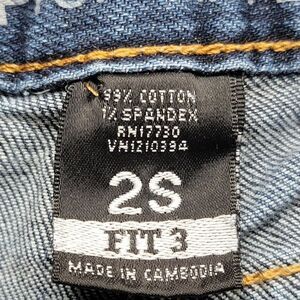 99% COTTON
1% SPANDEX
RN17730
VN1210394
2S
FIT 3
MADE IN CAMBODIA